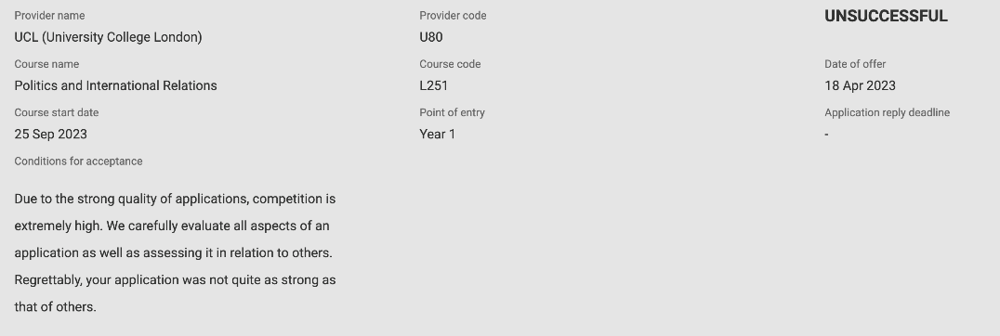 Provider name
UCL (University College London)
Provider code
U80
UNSUCCESSFUL
Course name
Politics and International Relations
Course code
L251
Date of offer
18 Apr 2023
Course start date
25 Sep 2023
Point of entry
Year 1
Application reply deadline
-
Conditions for acceptance
Due to the strong quality of applications, competition is
extremely high. We carefully evaluate all aspects of an
application as well as assessing it in relation to others.
Regrettably, your application was not quite as strong as
that of others.